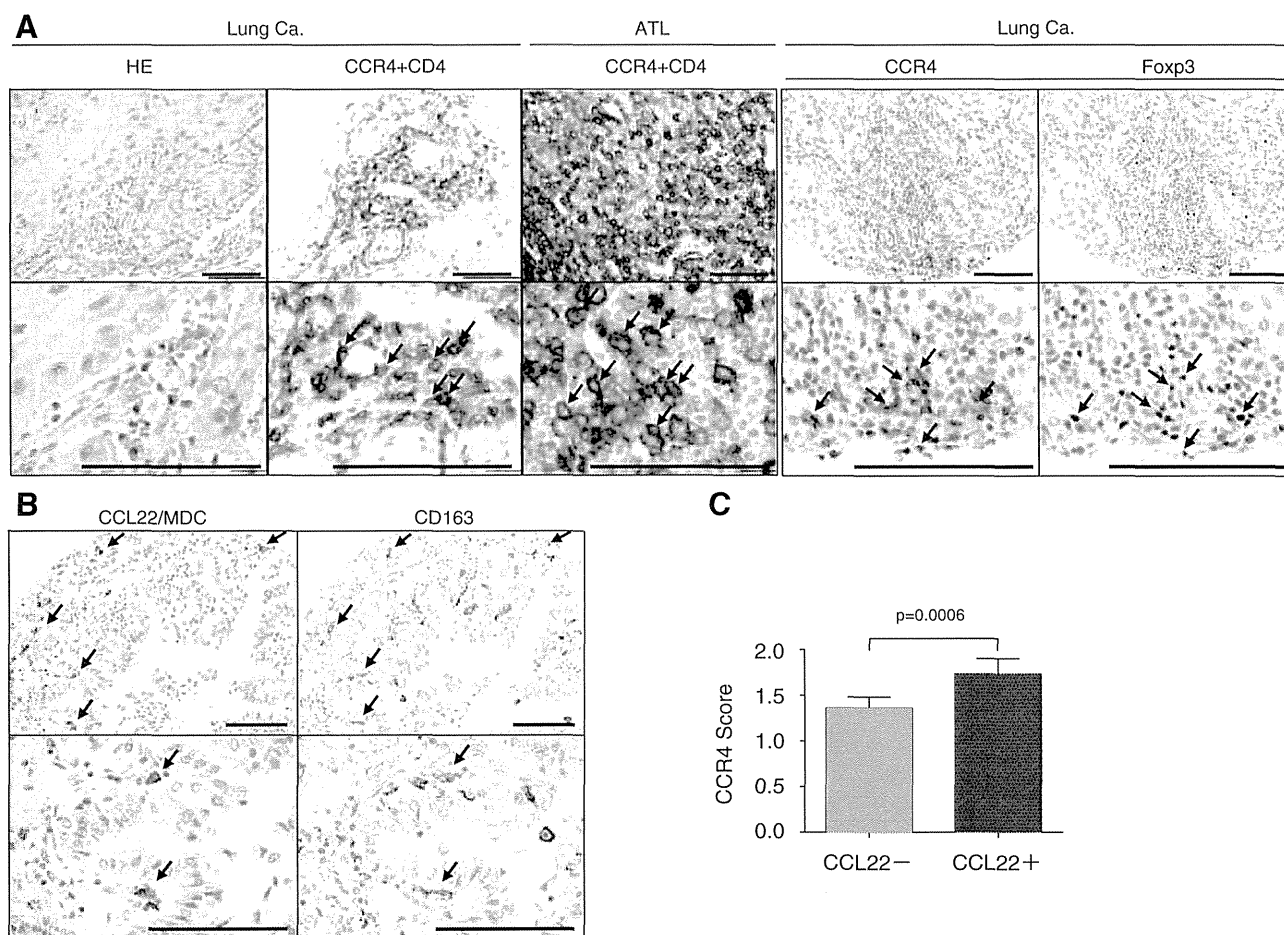 A
Lung Ca. ATL Lung Ca.
HE CCR4+CD4 CCR4+CD4 CCR4 Foxp3
B
CCL22/MDC CD163
C
p=0.0006
CCR4 Score
2.0
1.5
1.0
0.5
0.0
CCL22− CCL22+